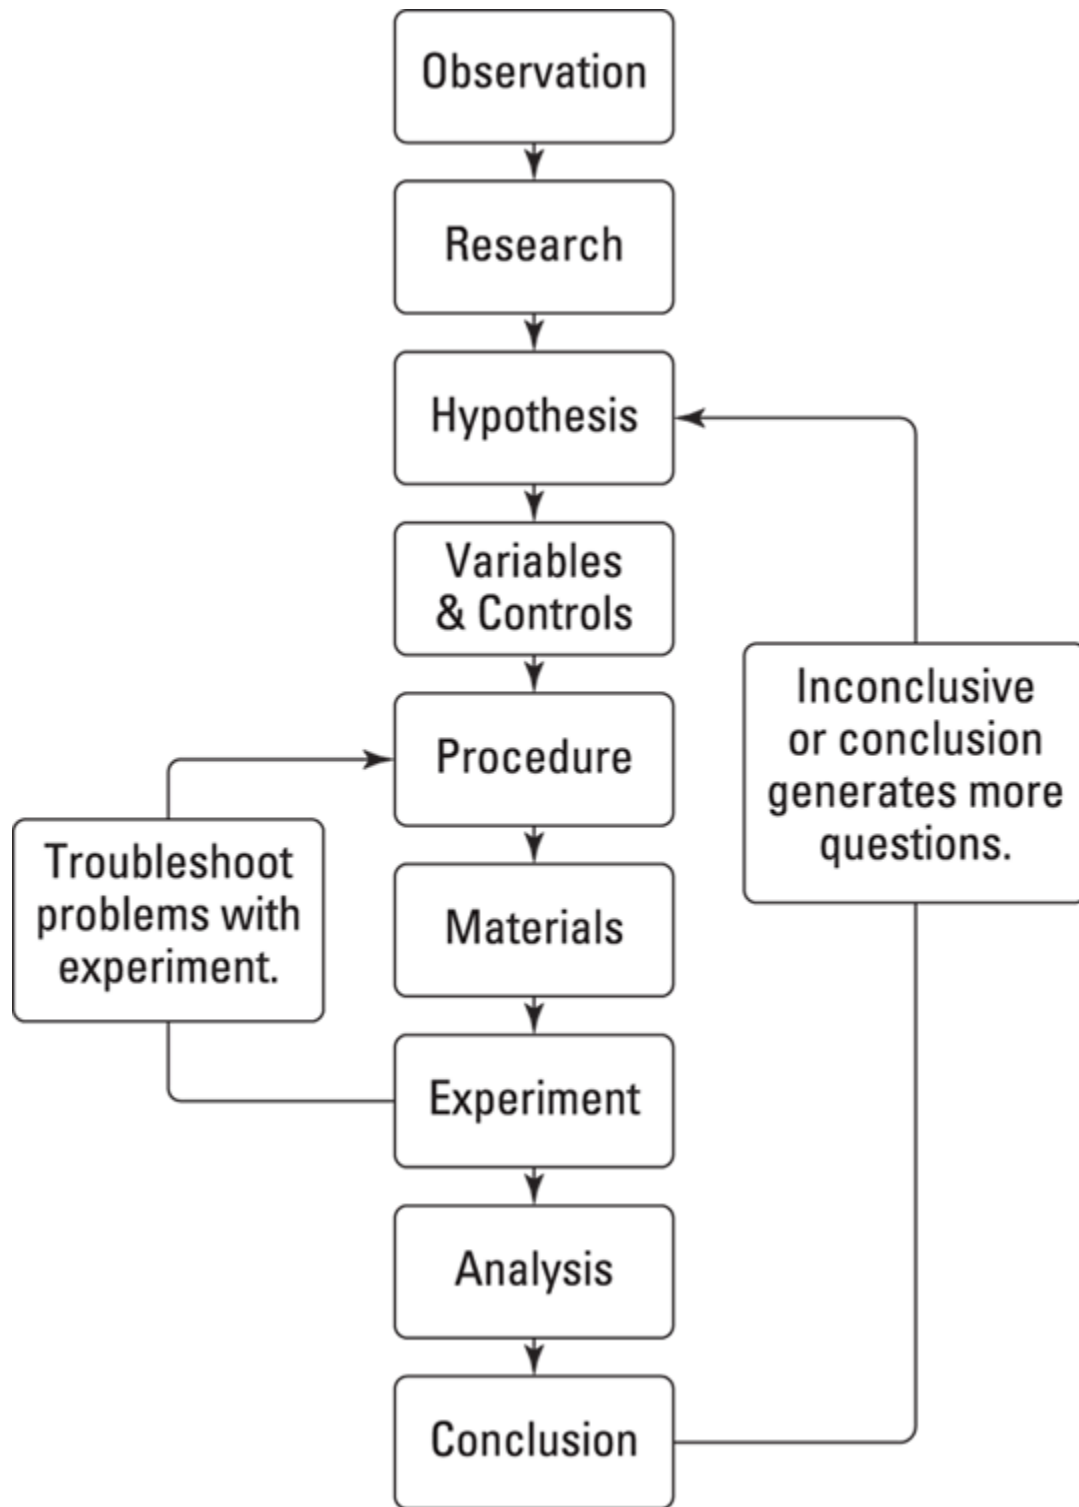 Observation
Research
Hypothesis
Variables
& Controls
Procedure
Materials
Experiment
Analysis
Conclusion
Troubleshoot
problems with
experiment.
Inconclusive
or conclusion
generates more
questions.